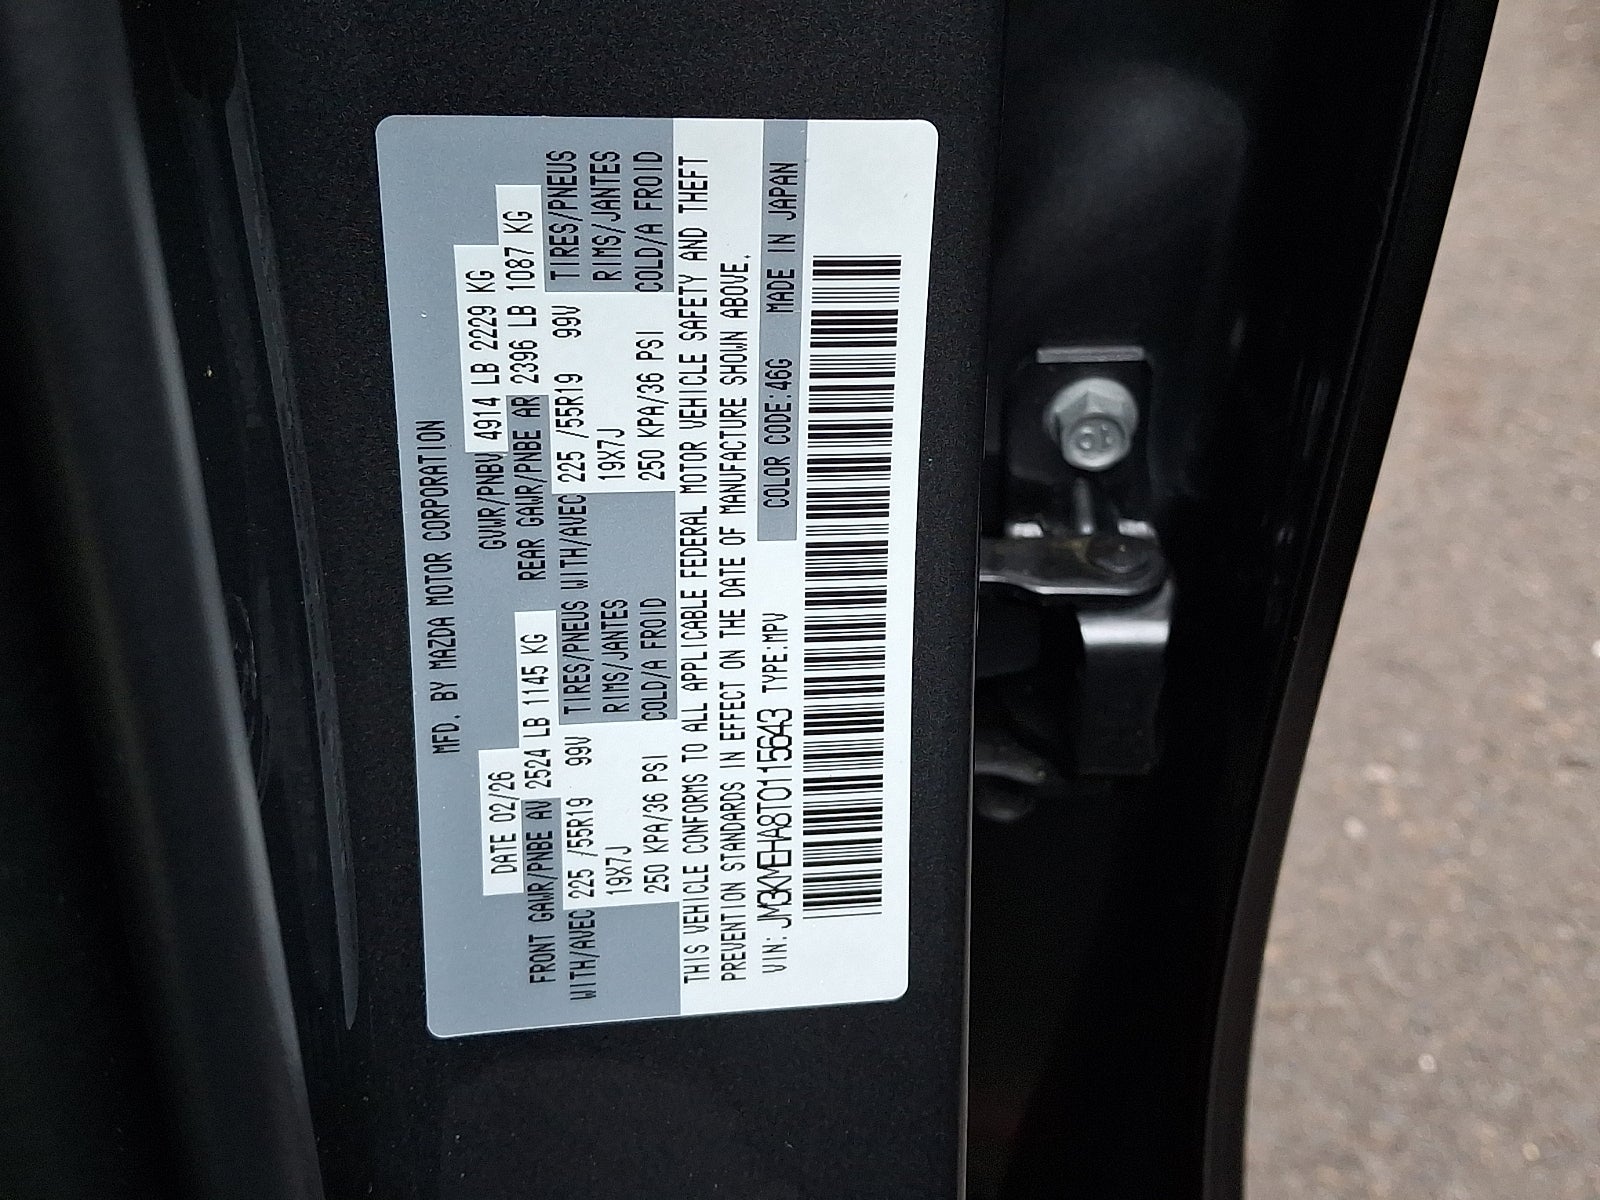 MFD. BY MAZDA MOTOR CORPORATION
DATE 02/26 GVWR/PNBV 4914 LB 2229 KG
FRONT GAWR/PNBE AV 2524 LB 1145 KG REAR GAWR/PNBE AR 2396 LB 1087 KG
WITH/AVEC 225 /55R19 99V TIRES/PNEUS WITH/AVEC 225 /55R19 99V TIRES/PNEUS
19X7J RIMS/JANTES 19X7J RIMS/JANTES
250 KPA/36 PSI COLD/A FROID 250 KPA/36 PSI COLD/A FROID
THIS VEHICLE CONFORMS TO ALL APPLICABLE FEDERAL MOTOR VEHICLE SAFETY AND THEFT
PREVENTION STANDARDS IN EFFECT ON THE DATE OF MANUFACTURE SHOWN ABOVE.
VIN: JM3KMEHA8T0115643 TYPE:MPV COLOR CODE:46G MADE IN JAPAN